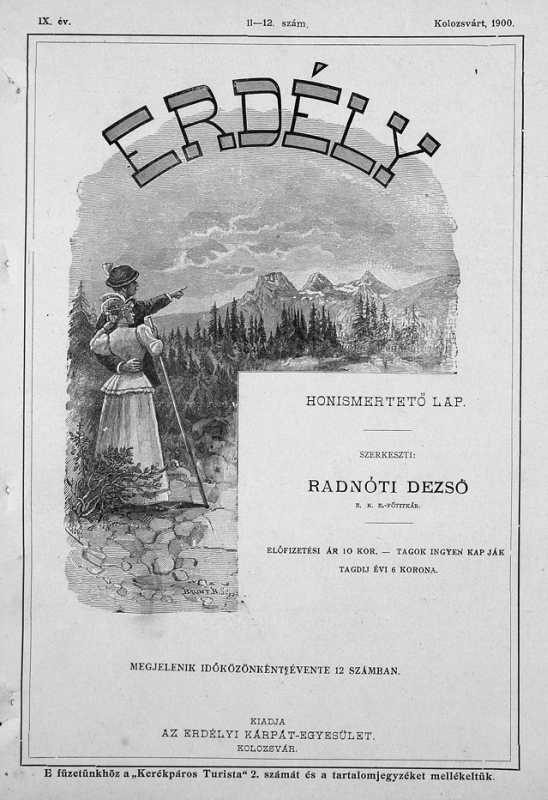 IX. év. 11—12. szám. Kolozsvárt, 1900.
ERDÉLY
HONISMERTETŐ LAP.
SZERKESZTI:
RADNÓTI DEZSŐ
E. K. E.-FŐTITKÁR.
ELŐFIZETÉSI ÁR 10 KOR. — TAGOK INGYEN KAPJÁK
TAGDIJ ÉVI 6 KORONA.
MEGJELENIK IDŐKÖZÖNKÉNT ÉVENTE 12 SZÁMBAN.
KIADJA
AZ ERDÉLYI KÁRPÁT-EGYESÜLET.
KOLOZSVÁR.
E füzetünkhöz a „Kerékpáros Turista“ 2. számát és a tartalomjegyzéket mellékeltük.